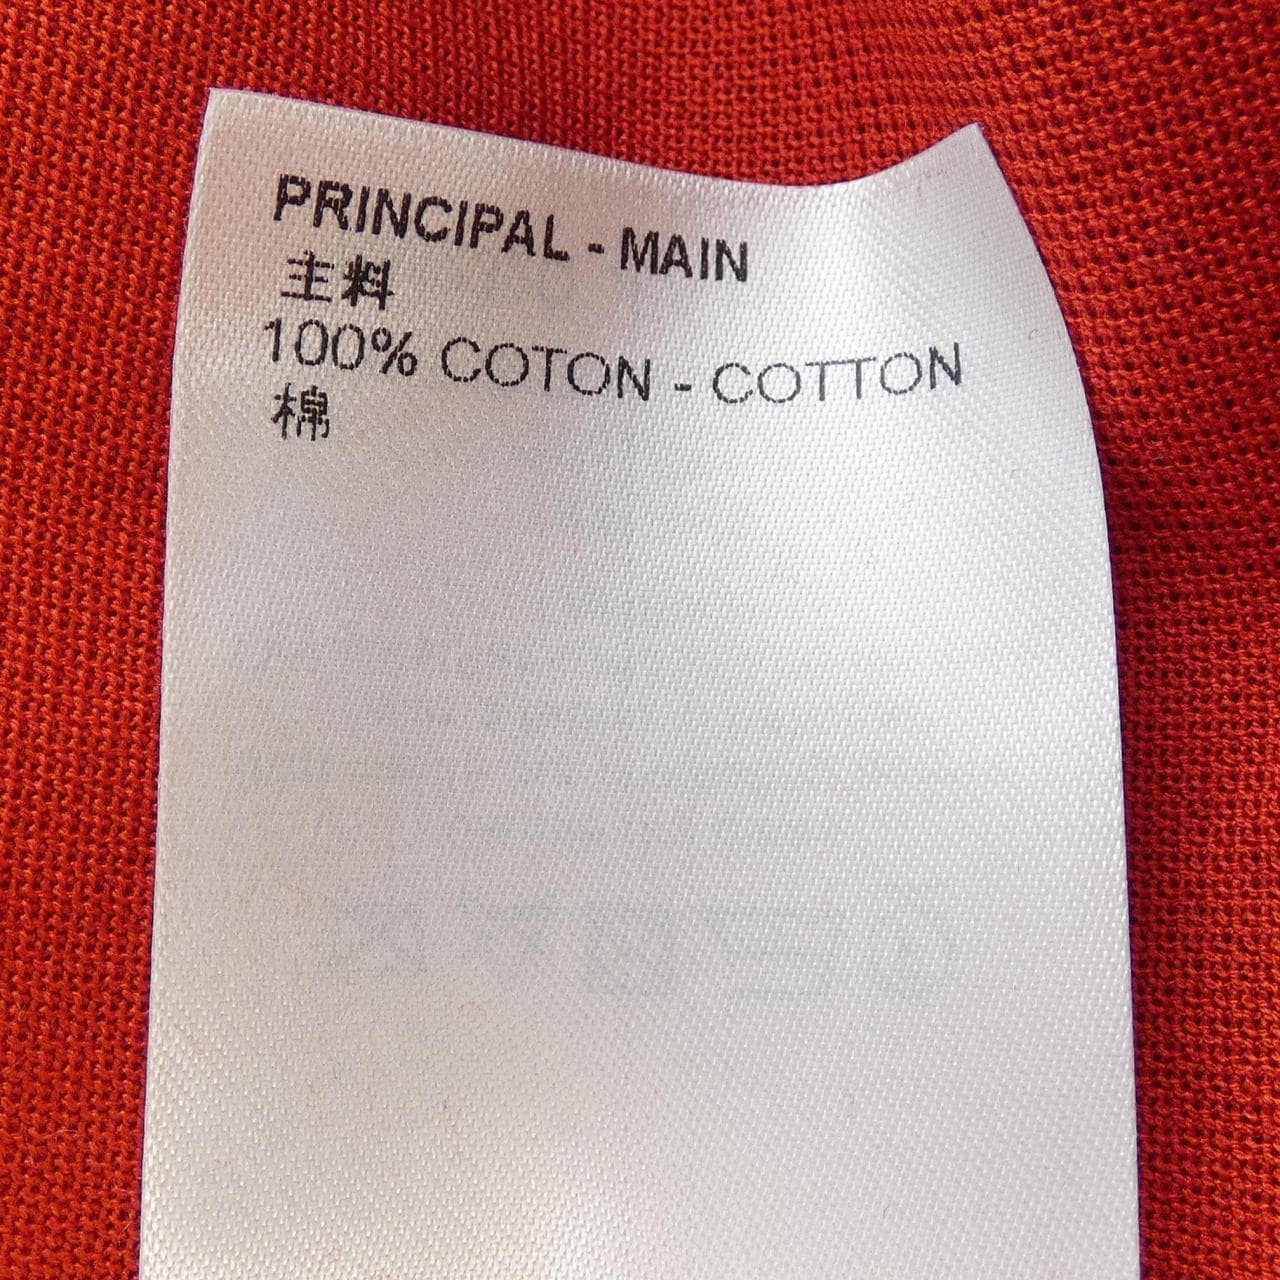 PRINCIPAL - MAIN
主料
100% COTON - COTTON
棉